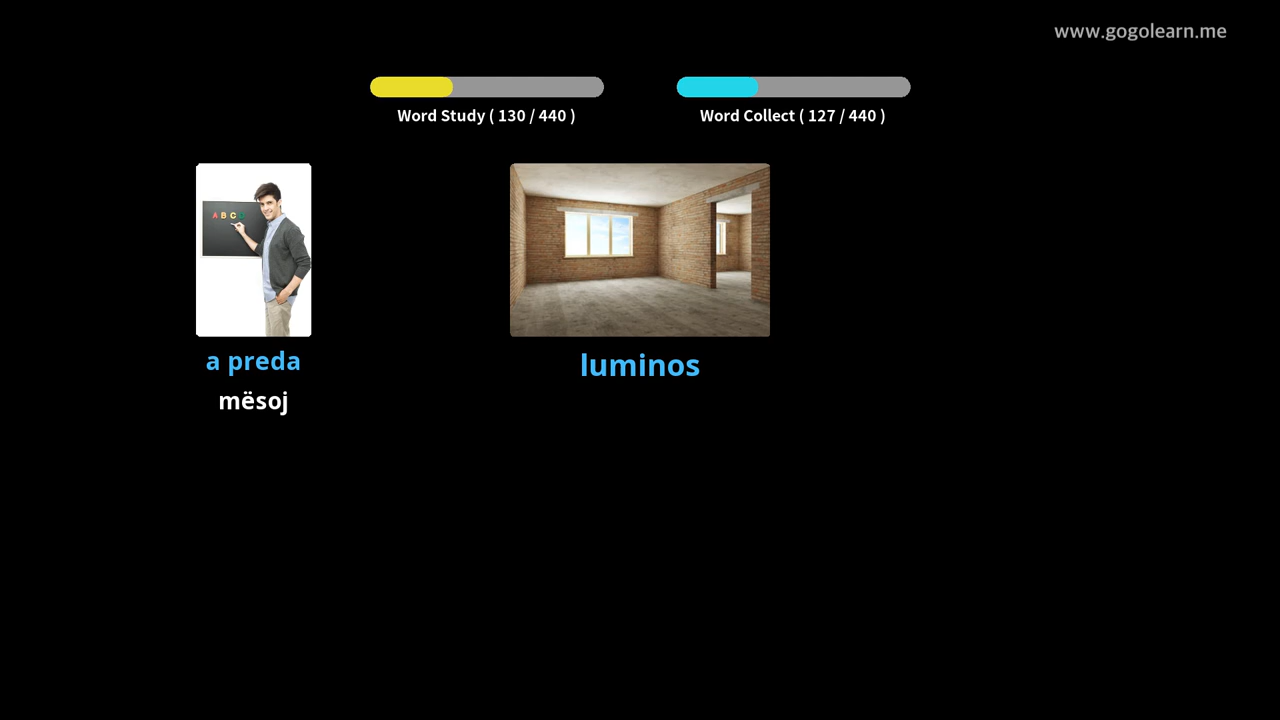 www.gogolearn.me
Word Study ( 130 / 440 )
Word Collect ( 127 / 440 )
A B C D
a preda
mësoj
luminos